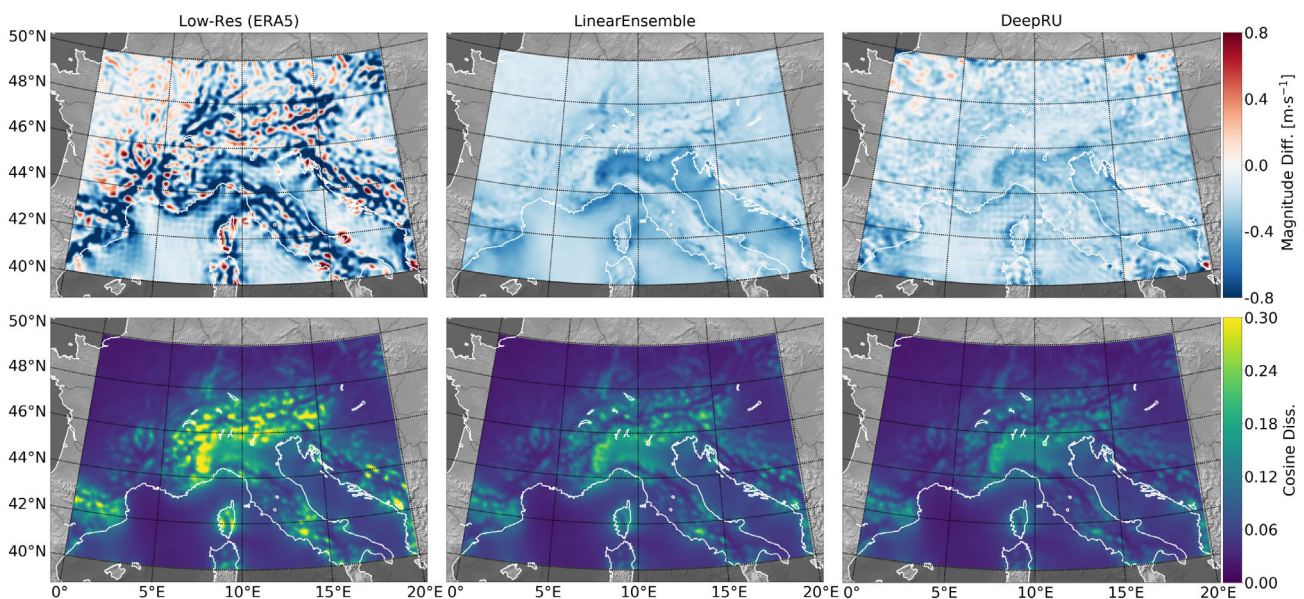 Low-Res (ERA5) LinearEnsemble DeepRU
50°N
48°N
46°N
44°N
42°N
40°N
0.8
0.4
0.0
-0.4
-0.8
Magnitude Diff. [m·s⁻¹]
50°N
48°N
46°N
44°N
42°N
40°N
0.30
0.24
0.18
0.12
0.06
0.00
Cosine Diss.
0° 5°E 10°E 15°E 20°E 0° 5°E 10°E 15°E 20°E 0° 5°E 10°E 15°E 20°E